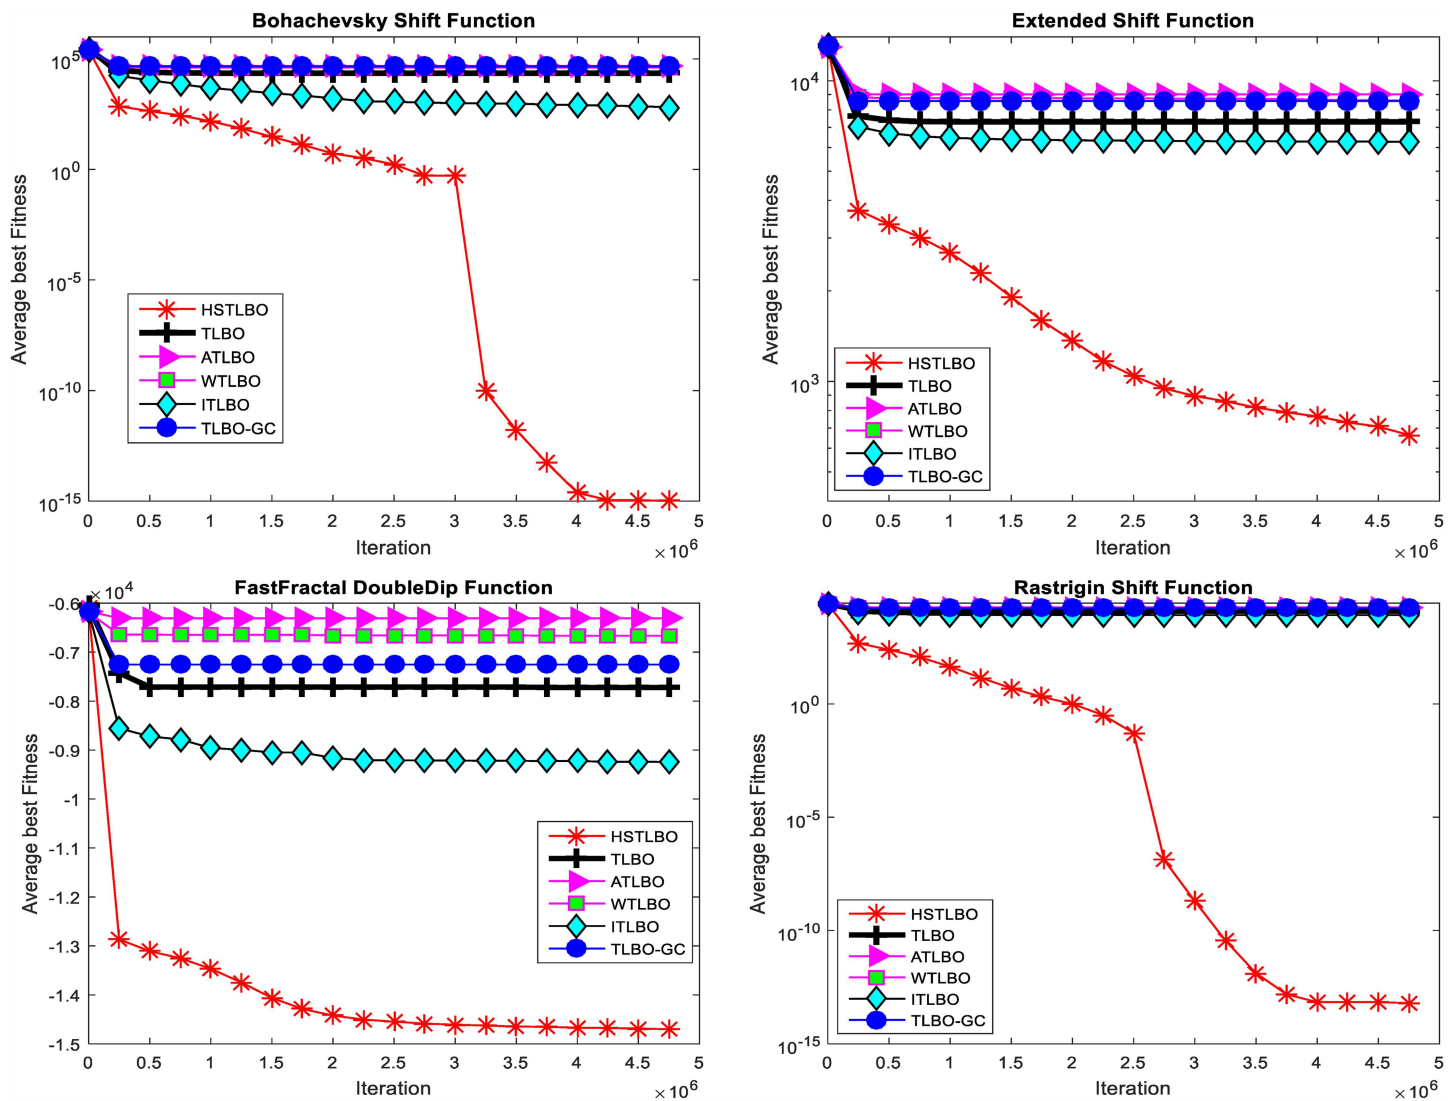 Bohachevsky Shift Function
Average best Fitness
10^5
10^0
10^-5
10^-10
10^-15
HSTLBO
TLBO
ATLBO
WTLBO
ITLBO
TLBO-GC
0 0.5 1 1.5 2 2.5 3 3.5 4 4.5 5
Iteration
×10^6
Extended Shift Function
Average best Fitness
10^4
10^3
HSTLBO
TLBO
ATLBO
WTLBO
ITLBO
TLBO-GC
0 0.5 1 1.5 2 2.5 3 3.5 4 4.5 5
Iteration
×10^6
FastFractal DoubleDip Function
×10^4
Average best Fitness
-0.6
-0.7
-0.8
-0.9
-1
-1.1
-1.2
-1.3
-1.4
-1.5
HSTLBO
TLBO
ATLBO
WTLBO
ITLBO
TLBO-GC
0 0.5 1 1.5 2 2.5 3 3.5 4 4.5 5
Iteration
×10^6
Rastrigin Shift Function
Average best Fitness
10^0
10^-5
10^-10
10^-15
HSTLBO
TLBO
ATLBO
WTLBO
ITLBO
TLBO-GC
0 0.5 1 1.5 2 2.5 3 3.5 4 4.5 5
Iteration
×10^6